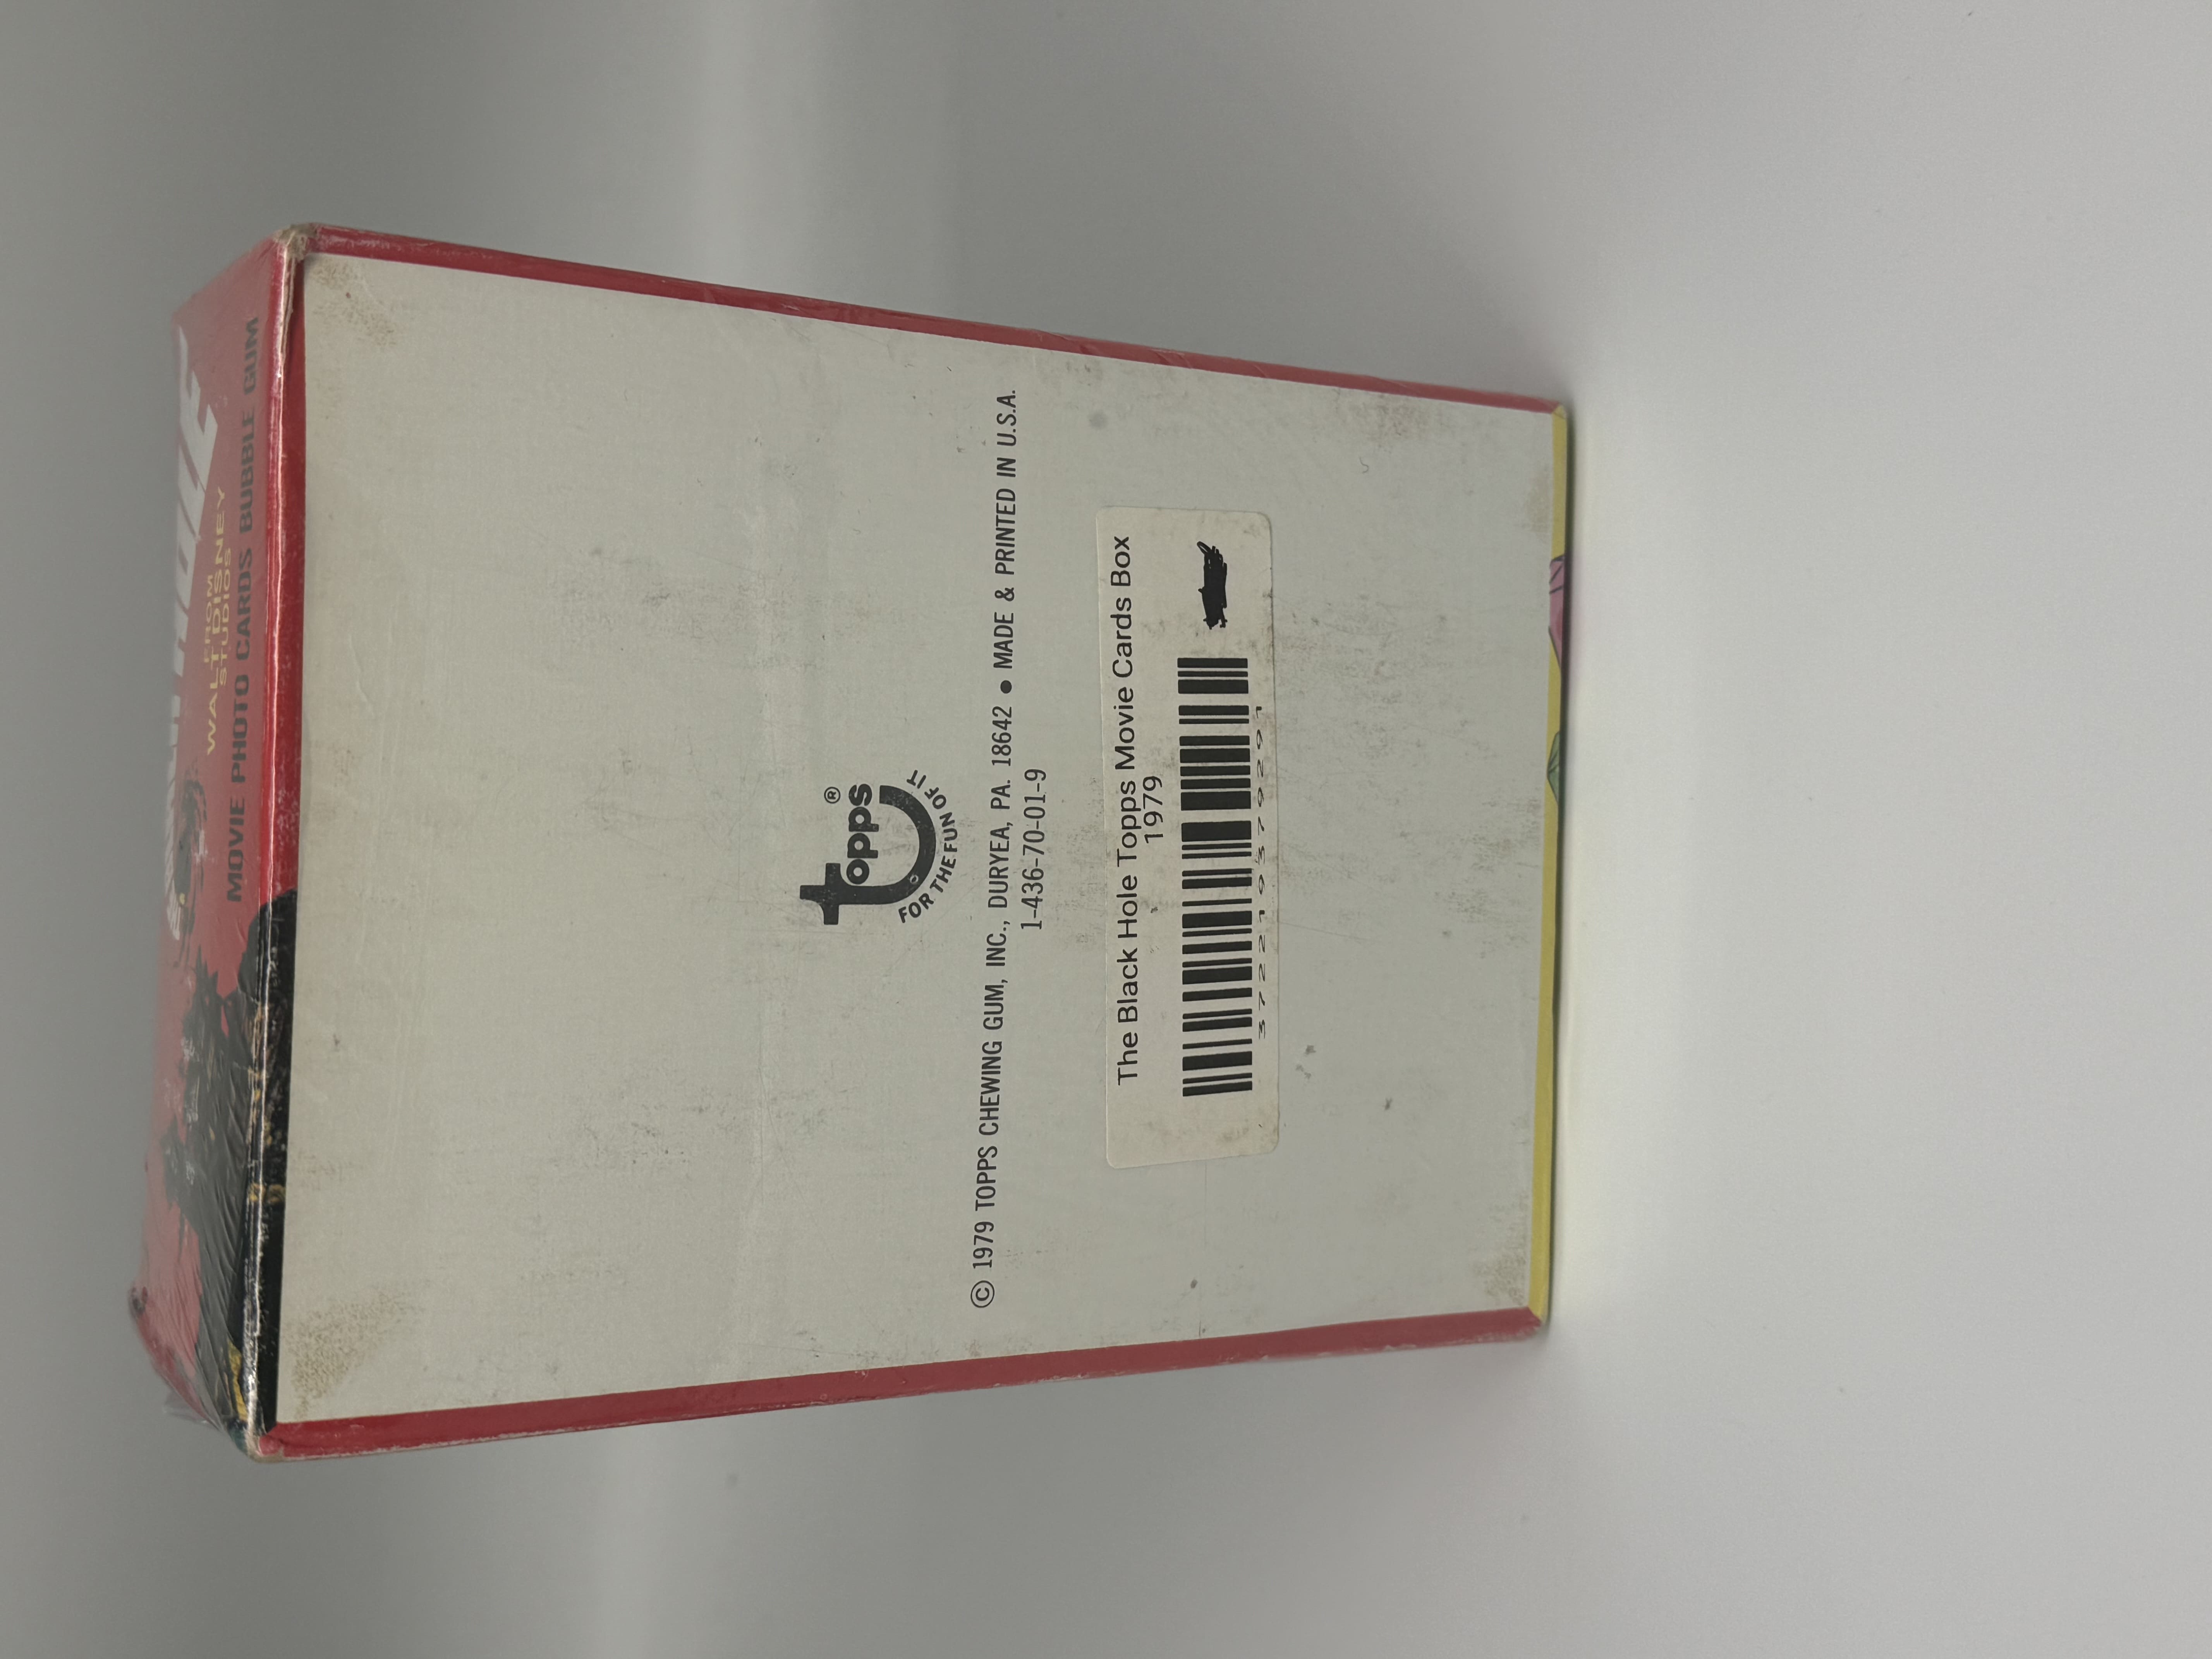 HOLE
FROM
WALT DISNEY
STUDIOS
MOVIE PHOTO CARDS BUBBLE GUM
topps®
FOR THE FUN OF IT
© 1979 TOPPS CHEWING GUM, INC., DURYEA, PA. 18642 • MADE & PRINTED IN U.S.A.
1-436-70-01-9
The Black Hole Topps Movie Cards Box
1979
3722193792291